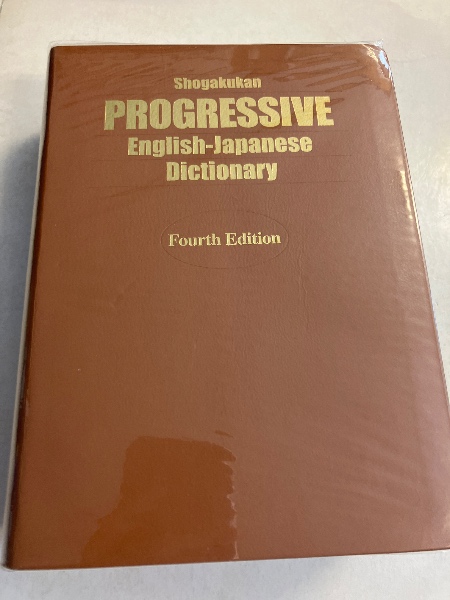 Shogakukan
PROGRESSIVE
English-Japanese
Dictionary
Fourth Edition